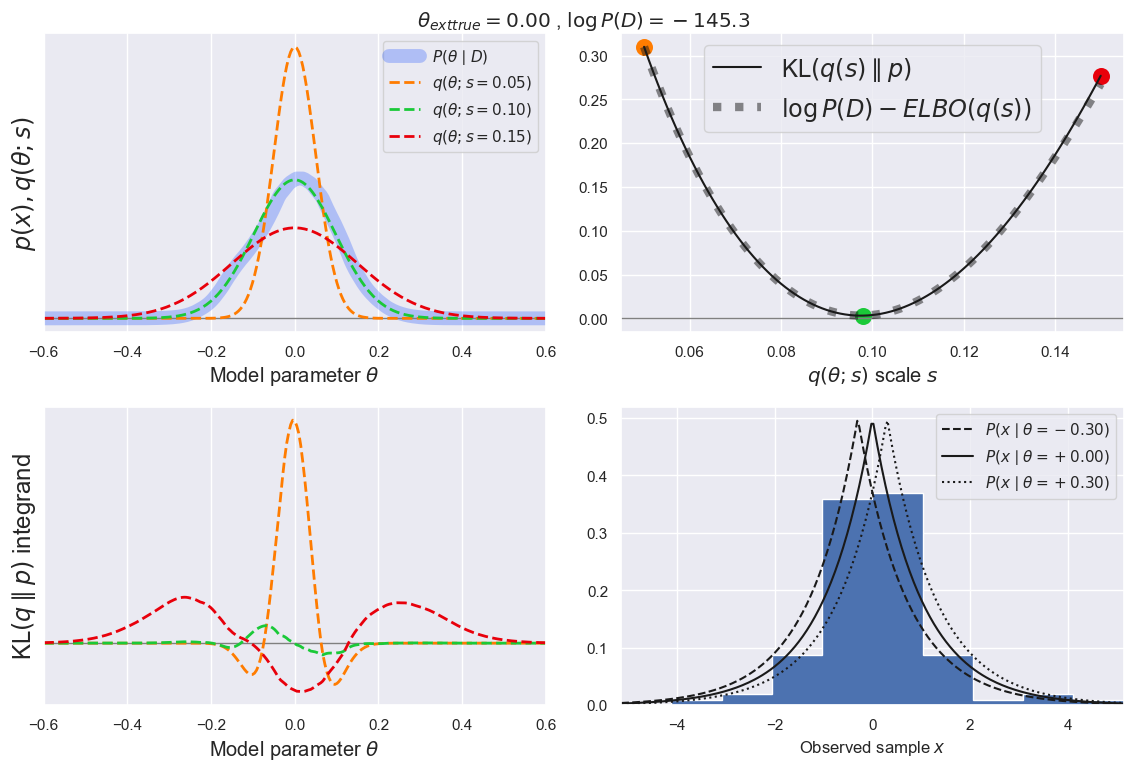 θ_exttrue = 0.00 , log P(D) = −145.3
p(x), q(θ; s)
P(θ | D)
q(θ; s = 0.05)
q(θ; s = 0.10)
q(θ; s = 0.15)
−0.6 −0.4 −0.2 0.0 0.2 0.4 0.6
Model parameter θ
KL(q(s) ∥ p)
log P(D) − ELBO(q(s))
0.30
0.25
0.20
0.15
0.10
0.05
0.00
0.06 0.08 0.10 0.12 0.14
q(θ; s) scale s
KL(q ∥ p) integrand
−0.6 −0.4 −0.2 0.0 0.2 0.4 0.6
Model parameter θ
P(x | θ = −0.30)
P(x | θ = +0.00)
P(x | θ = +0.30)
0.5
0.4
0.3
0.2
0.1
0.0
−4 −2 0 2 4
Observed sample x